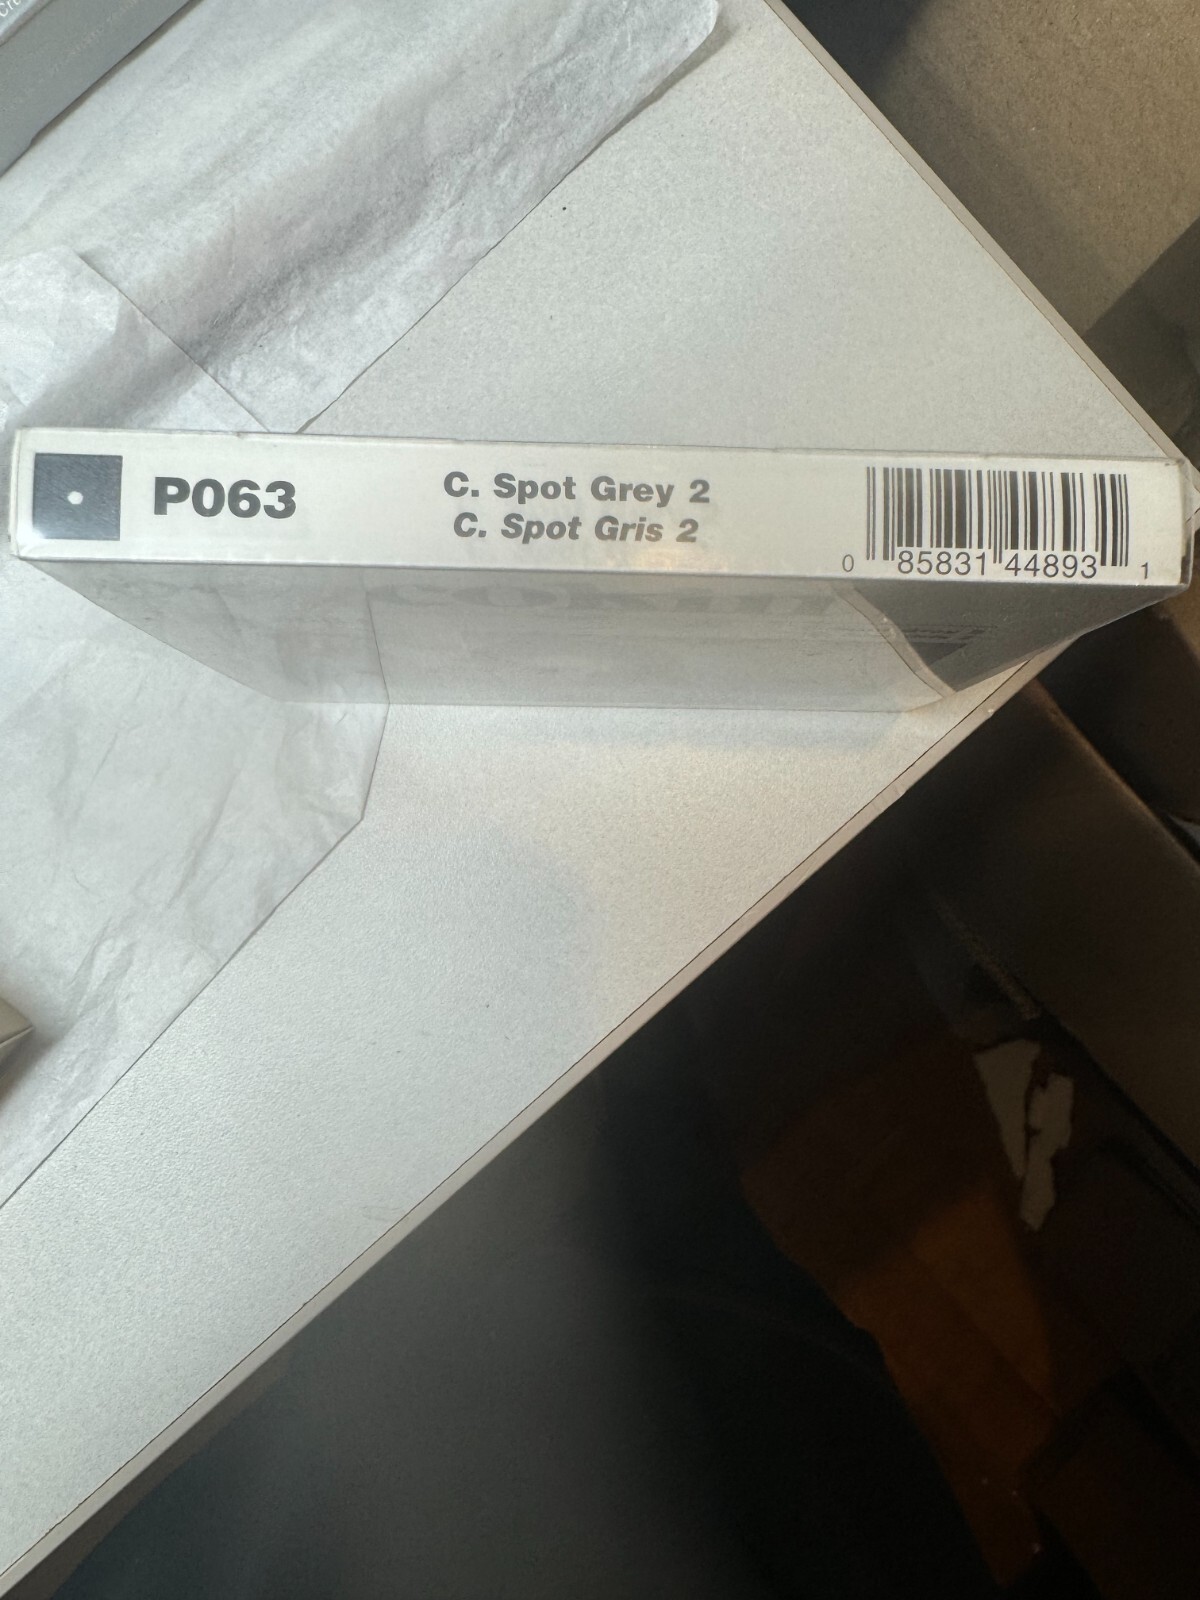 P063
C. Spot Grey 2
C. Spot Gris 2
0 85831 44893 1